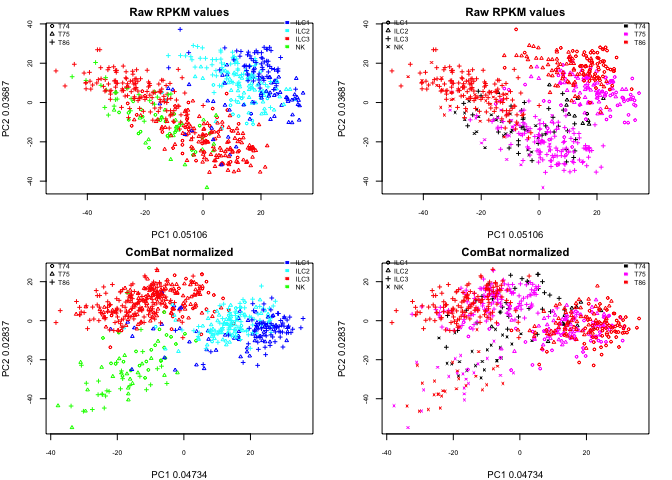 Raw RPKM values
T74
T75
T86
ILC1
ILC2
ILC3
NK
40
20
0
-20
-40
PC2 0.03887
-40
-20
0
20
PC1 0.05106
Raw RPKM values
ILC1
ILC2
ILC3
NK
T74
T75
T86
40
20
0
-20
-40
PC2 0.03887
-40
-20
0
20
PC1 0.05106
ComBat normalized
T74
T75
T86
ILC1
ILC2
ILC3
NK
20
0
-20
-40
PC2 0.02837
-40
-20
0
20
PC1 0.04734
ComBat normalized
ILC1
ILC2
ILC3
NK
T74
T75
T86
20
0
-20
-40
PC2 0.02837
-40
-20
0
20
PC1 0.04734